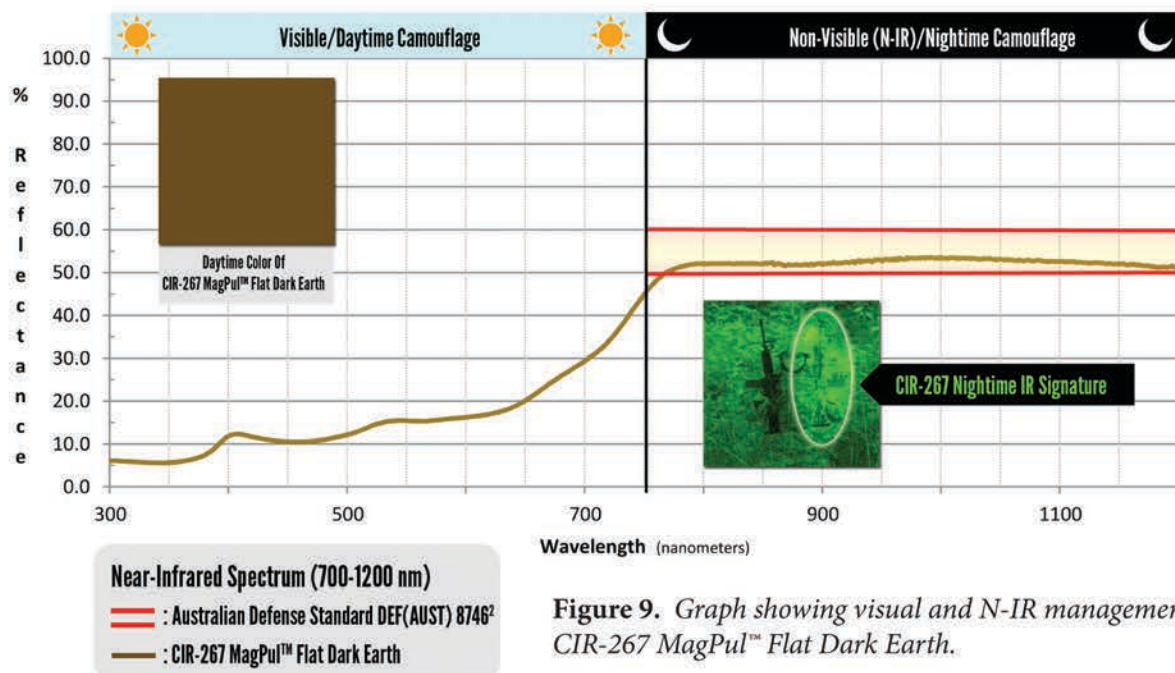 Visible/Daytime Camouflage
Non-Visible (N-IR)/Nightime Camouflage
% Reflectance
100.0
90.0
80.0
70.0
60.0
50.0
40.0
30.0
20.0
10.0
0.0
Daytime Color Of
CIR-267 MagPul™ Flat Dark Earth
CIR-267 Nightime IR Signature
300 500 700 900 1100
Wavelength (nanometers)
Near-Infrared Spectrum (700-1200 nm)
: Australian Defense Standard DEF(AUST) 8746²
: CIR-267 MagPul™ Flat Dark Earth
Figure 9. Graph showing visual and N-IR managemen
CIR-267 MagPul™ Flat Dark Earth.